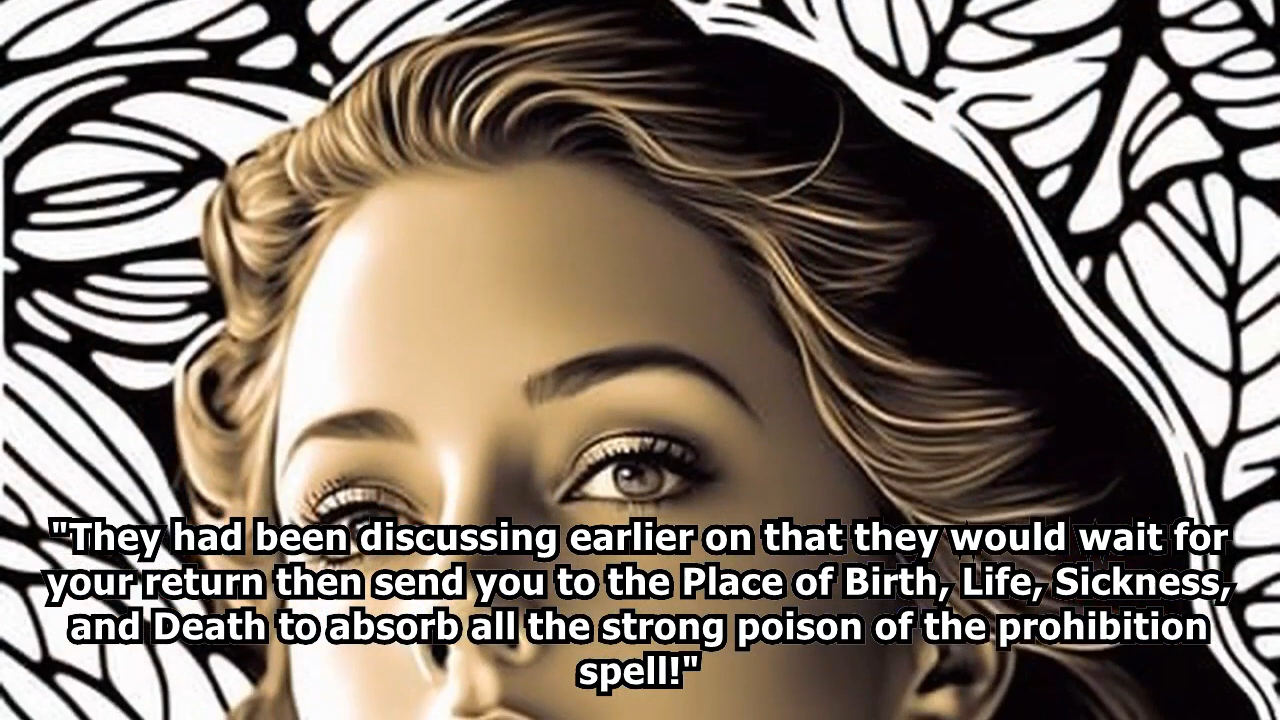 "They had been discussing earlier on that they would wait for
your return then send you to the Place of Birth, Life, Sickness,
and Death to absorb all the strong poison of the prohibition
spell!"